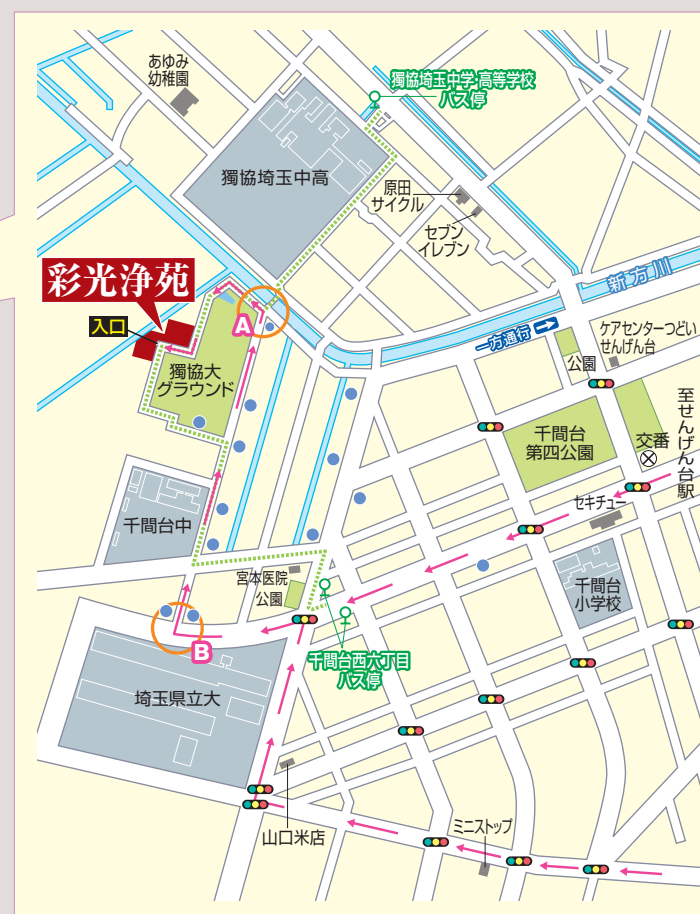 あゆみ
幼稚園
獨協埼玉中学・高等学校
バス停
獨協埼玉中高
原田
サイクル
セブン
イレブン
彩光浄苑
入口
A
新方川
一方通行
ケアセンターつどい
せんげん台
公園
獨協大
グラウンド
千間台
第四公園
交番
至せんげん台駅
千間台中
セキチュー
宮本医院
公園
千間台
小学校
B
千間台西六丁目
バス停
埼玉県立大
山口米店
ミニストップ